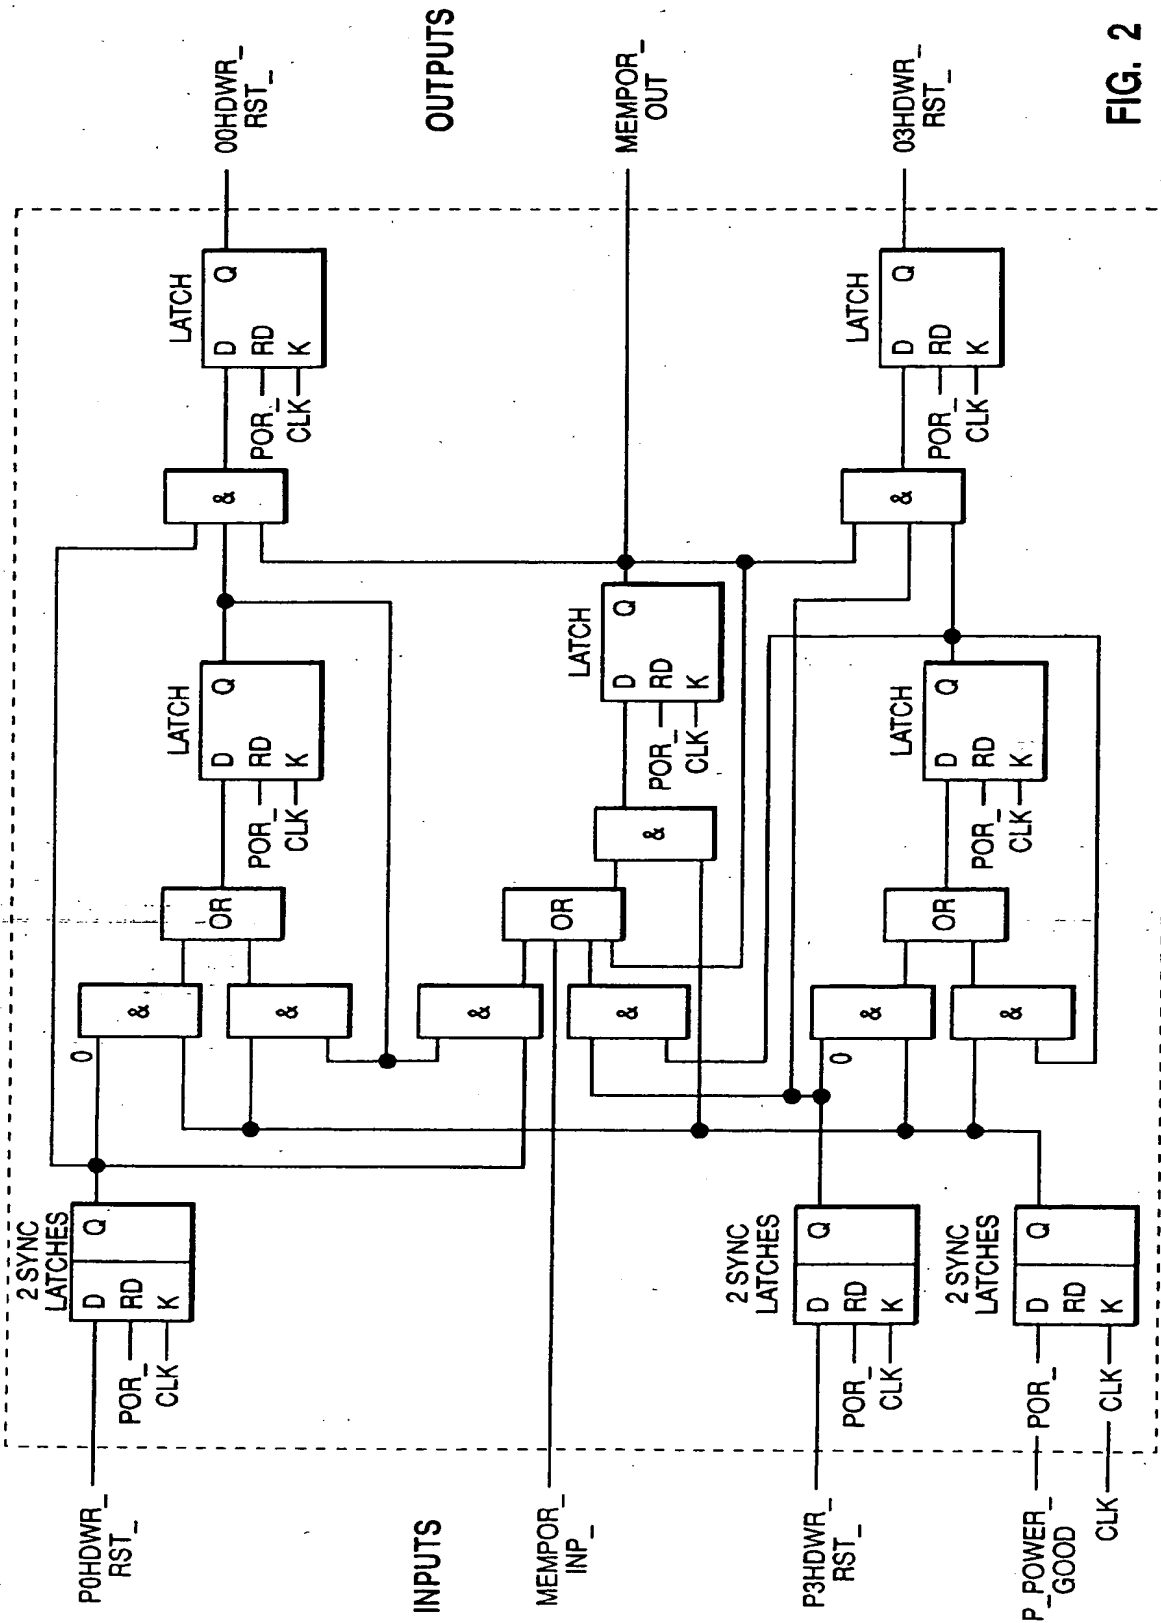 P0HDWR_
RST_
INPUTS
MEMPOR_
INP_
P3HDWR_
RST_
P_POWER_
GOOD
CLK
2 SYNC
LATCHES
D
Q
RD
K
POR_
CLK
2 SYNC
LATCHES
D
Q
RD
K
POR_
CLK
2 SYNC
LATCHES
D
Q
RD
K
POR_
CLK
0
&
&
&
&
0
&
&
OR
OR
OR
&
LATCH
D
Q
RD
K
POR_
CLK
LATCH
D
Q
RD
K
POR_
CLK
LATCH
D
Q
RD
K
POR_
CLK
&
&
LATCH
D
Q
RD
K
POR_
CLK
LATCH
D
Q
RD
K
POR_
CLK
00HDWR_
RST_
OUTPUTS
MEMPOR_
OUT
03HDWR_
RST_
FIG. 2